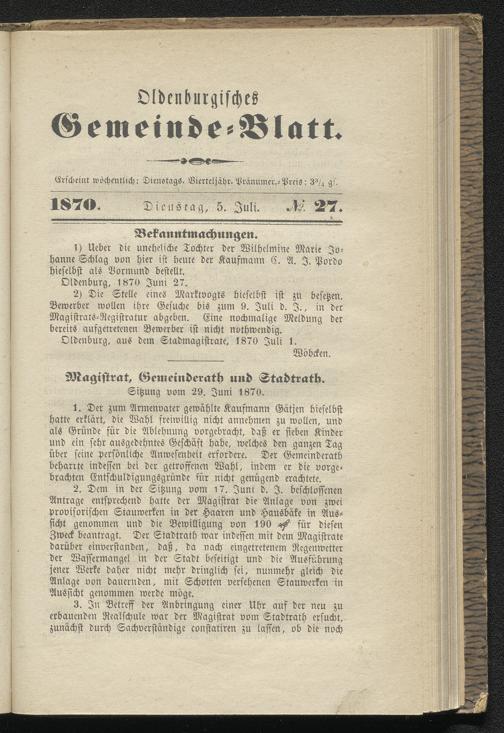 Oldenburgisches
Gemeinde-Blatt.
Erscheint wöchentlich: Dienstags. Vierteljähr. Pränumer.-Preis: 3¾ gr.
1870. Dienstag, 5. Juli. № 27.
Bekanntmachungen.
1) Ueber die uneheliche Tochter der Wilhelmine Marie Jo-
hanne Schlag von hier ist heute der Kaufmann C. A. J. Pordo
hieselbst als Vormund bestellt.
Oldenburg, 1870 Juni 27.
2) Die Stelle eines Marktvogts hieselbst ist zu besetzen.
Bewerber wollen ihre Gesuche bis zum 9. Juli d. J., in der
Magistrats-Registratur abgeben. Eine nochmalige Meldung der
bereits aufgetretenen Bewerber ist nicht nothwendig.
Oldenburg, aus dem Stadmagistrate, 1870 Juli 1.
Wöbcken.
Magistrat, Gemeinderath und Stadtrath.
Sitzung vom 29. Juni 1870.
1. Der zum Armenvater gewählte Kaufmann Gätjen hieselbst
hatte erklärt, die Wahl freiwillig nicht annehmen zu wollen, und
als Gründe für die Ablehnung vorgebracht, daß er sieben Kinder
und ein sehr ausgedehntes Geschäft habe, welches den ganzen Tag
über seine persönliche Anwesenheit erfordere. Der Gemeinderath
beharrte indessen bei der getroffenen Wahl, indem er die vorge-
brachten Entschuldigungsgründe für nicht genügend erachtete.
2. Dem in der Sitzung vom 17. Juni d. J. beschlossenen
Antrage entsprechend hatte der Magistrat die Anlage von zwei
provisorischen Stauwerken in der Haaren und Hausbäke in Aus-
sicht genommen und die Bewilligung von 190 ₰ für diesen
Zweck beantragt. Der Stadtrath war indessen mit dem Magistrate
darüber einverstanden, daß, da nach eingetretenem Regenwetter
der Wassermangel in der Stadt beseitigt und die Ausführung
jener Werke daher nicht mehr dringlich sei, nunmehr gleich die
Anlage von dauernden, mit Schotten versehenen Stauwerken in
Aussicht genommen werde möge.
3. In Betreff der Anbringung einer Uhr auf der neu zu
erbauenden Realschule war der Magistrat vom Stadtrath ersucht,
zunächst durch Sachverständige constatiren zu lassen, ob die noch